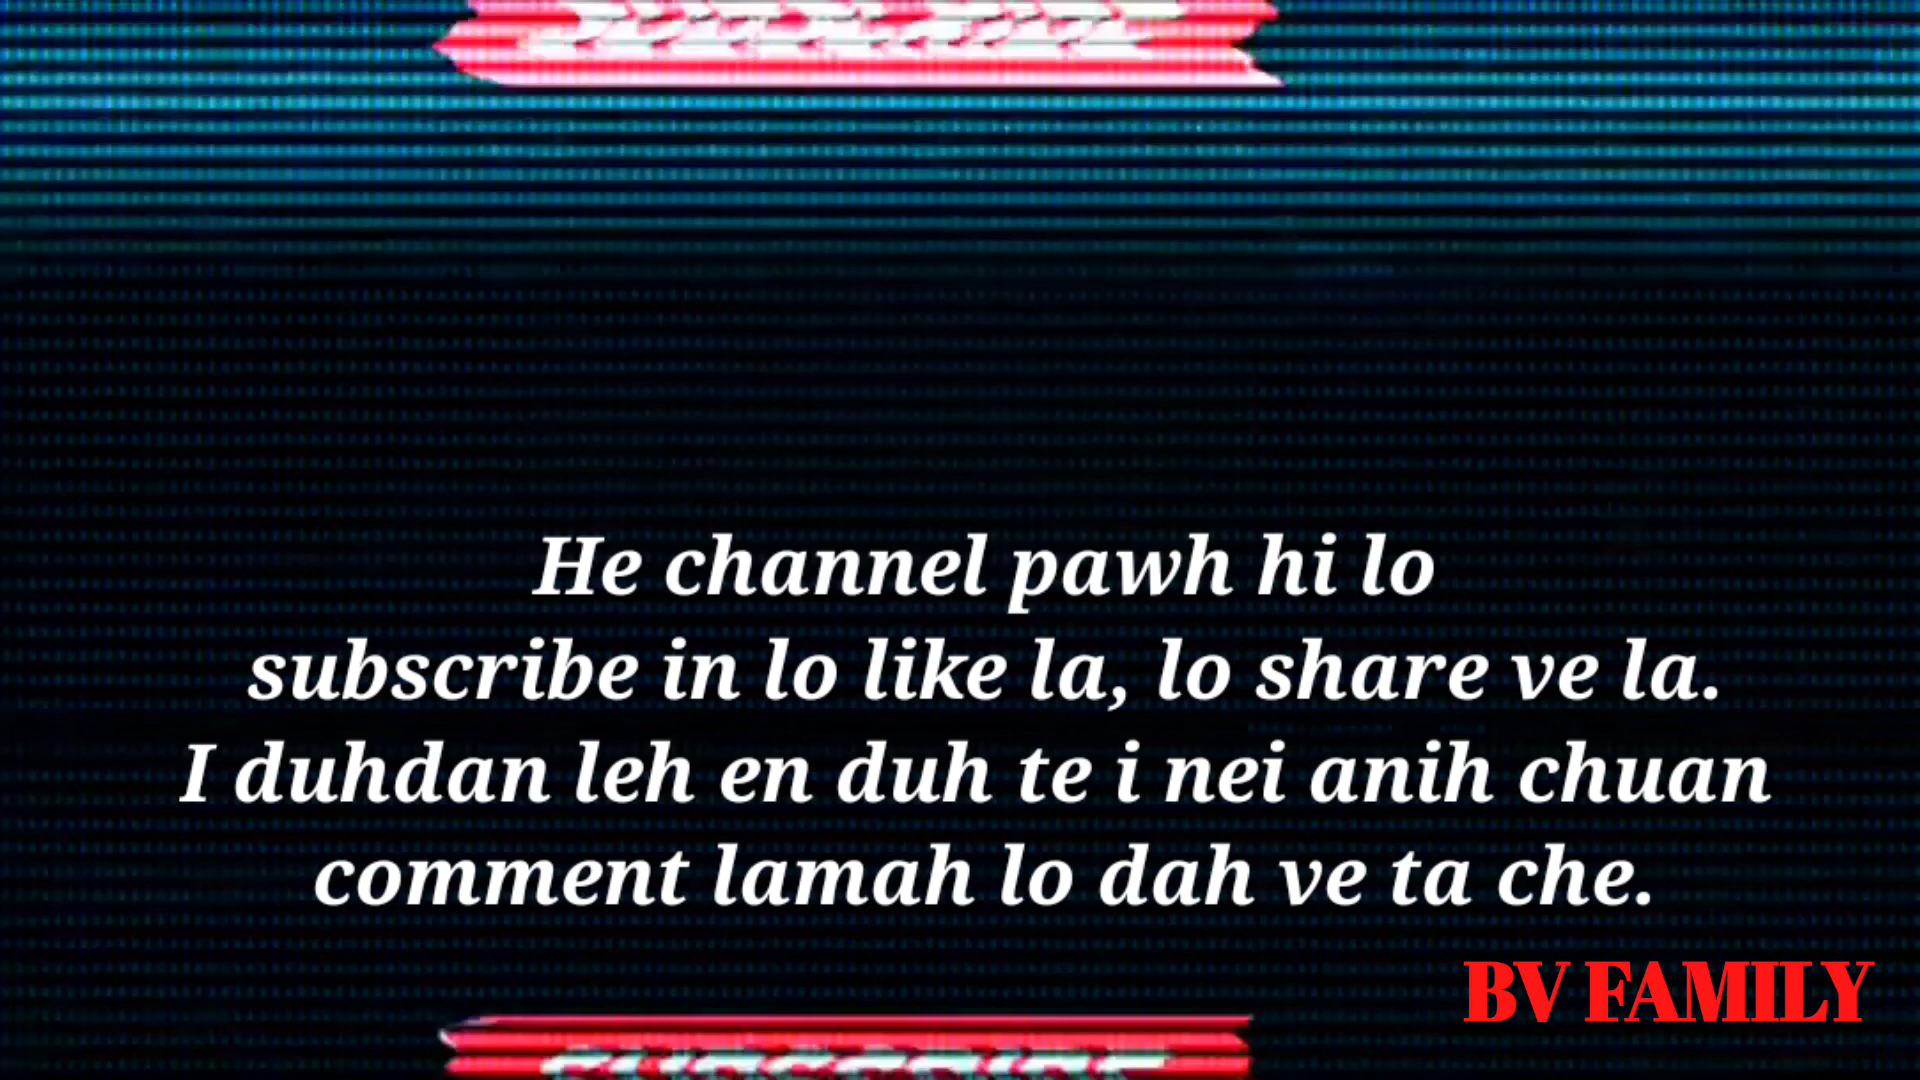 He channel pawh hi lo
subscribe in lo like la, lo share ve la.
I duhdan leh en duh te i nei anih chuan
comment lamah lo dah ve ta che.
BV FAMILY